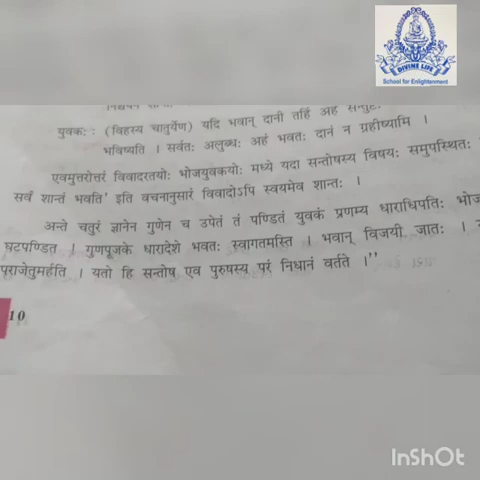 DIVINE LIFE
School for Enlightenment
युवकः : (विहस्य चातुर्येण) यदि भवान् दानी तर्हि अहं सन्तुष्टः
भविष्यति । सर्वतः अलुब्धः अहं भवतः दानं न ग्रहीष्यामि ।
एवमुत्तरोत्तरं विवादरतयोः भोजयुवकयोः मध्ये यदा सन्तोषस्य विषयः समुपस्थितः
सर्वं शान्तं भवति' इति वचनानुसारं विवादोऽपि स्वयमेव शान्तः ।
अन्ते चतुरं ज्ञानेन गुणेन च उपेतं तं पण्डितं युवकं प्रणम्य धाराधिपतिः भोज
घटपण्डित । गुणपूजके धारादेशे भवतः स्वागतमस्ति । भवान् विजयी जातः ।
पराजेतुमर्हति । यतो हि सन्तोष एव पुरुषस्य परं निधानं वर्तते ।"
10
InShOt